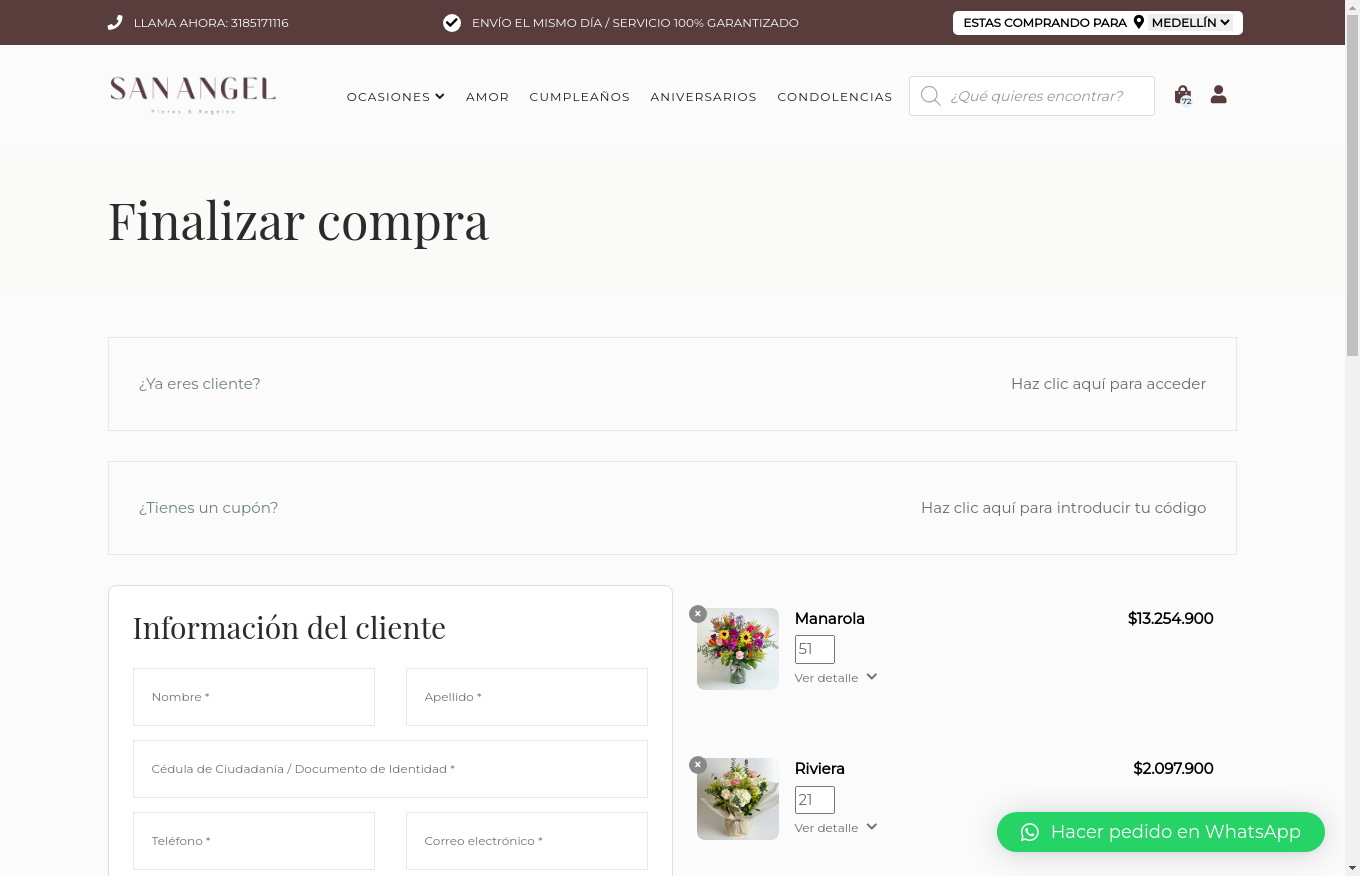 LLAMA AHORA: 3185171116
ENVÍO EL MISMO DÍA / SERVICIO 100% GARANTIZADO
ESTAS COMPRANDO PARA MEDELLÍN
SAN ANGEL
Flores & Regalos
OCASIONES
AMOR
CUMPLEAÑOS
ANIVERSARIOS
CONDOLENCIAS
¿Qué quieres encontrar?
72
Finalizar compra
¿Ya eres cliente?
Haz clic aquí para acceder
¿Tienes un cupón?
Haz clic aquí para introducir tu código
Información del cliente
Nombre *
Apellido *
Cédula de Ciudadanía / Documento de Identidad *
Teléfono *
Correo electrónico *
Manarola
$13.254.900
51
Ver detalle
Riviera
$2.097.900
21
Ver detalle
Hacer pedido en WhatsApp